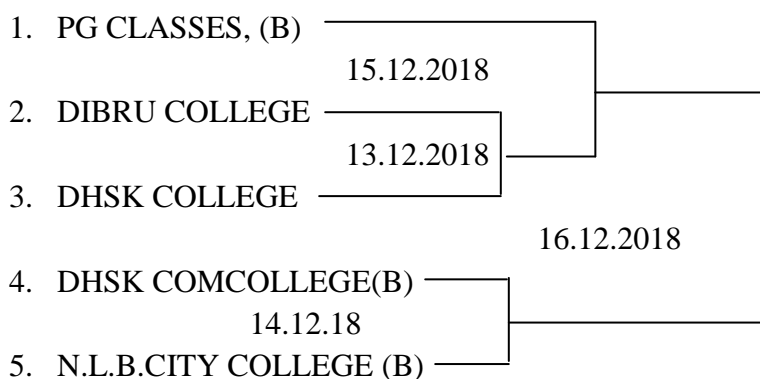 1. PG CLASSES, (B)
15.12.2018
2. DIBRU COLLEGE
13.12.2018
3. DHSK COLLEGE
16.12.2018
4. DHSK COMCOLLEGE(B)
14.12.18
5. N.L.B.CITY COLLEGE (B)